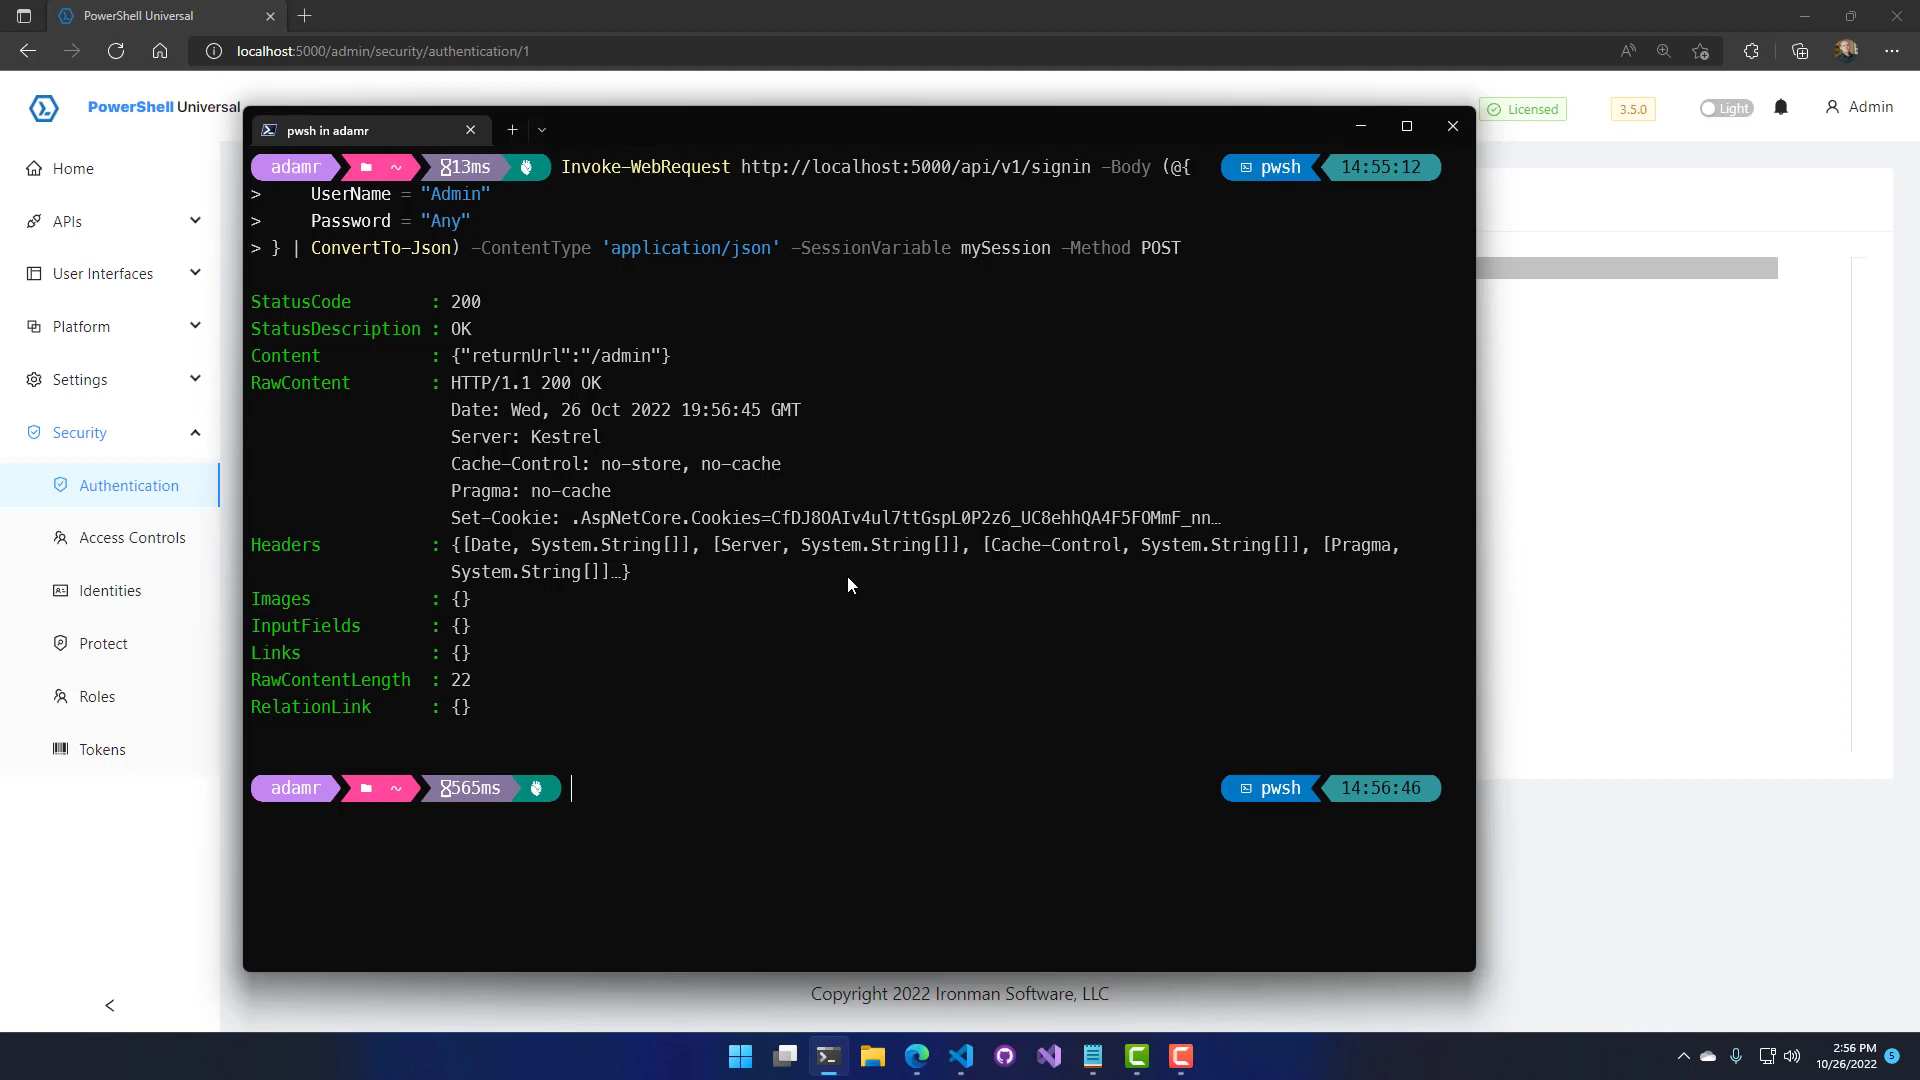 PowerShell Universal
localhost:5000/admin/security/authentication/1
PowerShell Universal
Licensed
3.5.0
Light
Admin
Home
APIs
User Interfaces
Platform
Settings
Security
Authentication
Access Controls
Identities
Protect
Roles
Tokens
pwsh in adamr
adamr ~ 13ms Invoke-WebRequest http://localhost:5000/api/v1/signin -Body (@{ pwsh 14:55:12
> UserName = "Admin"
> Password = "Any"
> } | ConvertTo-Json) -ContentType 'application/json' -SessionVariable mySession -Method POST
StatusCode : 200
StatusDescription : OK
Content : {"returnUrl":"/admin"}
RawContent : HTTP/1.1 200 OK
Date: Wed, 26 Oct 2022 19:56:45 GMT
Server: Kestrel
Cache-Control: no-store, no-cache
Pragma: no-cache
Set-Cookie: .AspNetCore.Cookies=CfDJ8OAIv4ul7ttGspL0P2z6_UC8ehhQA4F5FOMmF_nn…
Headers : {[Date, System.String[]], [Server, System.String[]], [Cache-Control, System.String[]], [Pragma,
System.String[]]…}
Images : {}
InputFields : {}
Links : {}
RawContentLength : 22
RelationLink : {}
adamr ~ 565ms pwsh 14:56:46
Copyright 2022 Ironman Software, LLC
2:56 PM
10/26/2022
5